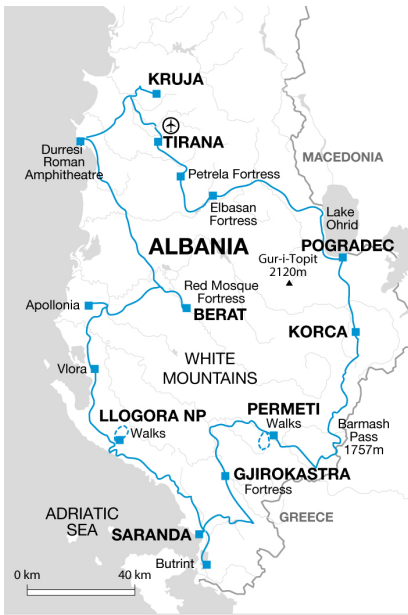 KRUJA
TIRANA
Durresi
Roman
Amphitheatre
MACEDONIA
Petrela Fortress
Elbasan
Fortress
Lake
Ohrid
ALBANIA
POGRADEC
Gur-i-Topit
2120m
Red Mosque
Fortress
BERAT
Apollonia
KORCA
WHITE
MOUNTAINS
Vlora
LLOGORA NP
Walks
PERMETI
Walks
Barmash
Pass
1757m
GJIROKASTRA
Fortress
ADRIATIC
SEA
GREECE
SARANDA
Butrint
0 km
40 km